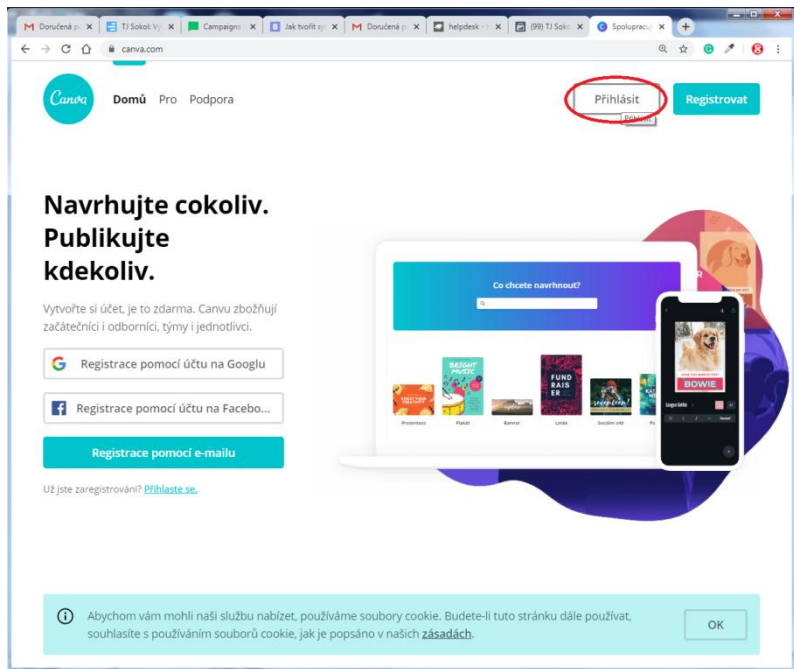 Doručená p
TJ Sokol: Vý
Campaigns
Jak tvořit sy
Doručená p
helpdesk -
(99) TJ Soko
Spolupracu
canva.com
Canva
Domů Pro Podpora
Přihlásit
Registrovat
Přihlásit
Navrhujte cokoliv.
Publikujte
kdekoliv.
Vytvořte si účet, je to zdarma. Canvu zbožňují
začátečníci i odborníci, týmy i jednotlivci.
Registrace pomocí účtu na Googlu
Registrace pomocí účtu na Facebo...
Registrace pomocí e-mailu
Už jste zaregistrováni? Přihlaste se.
Co chcete navrhnout?
BRIGHT
MUSIC
FUND
RAIS
ER
Prezentace
Plakát
Banner
Leták
Sociální sítě
BOWIE
Abychom vám mohli naši službu nabízet, používáme soubory cookie. Budete-li tuto stránku dále používat,
souhlasíte s používáním souborů cookie, jak je popsáno v našich zásadách.
OK